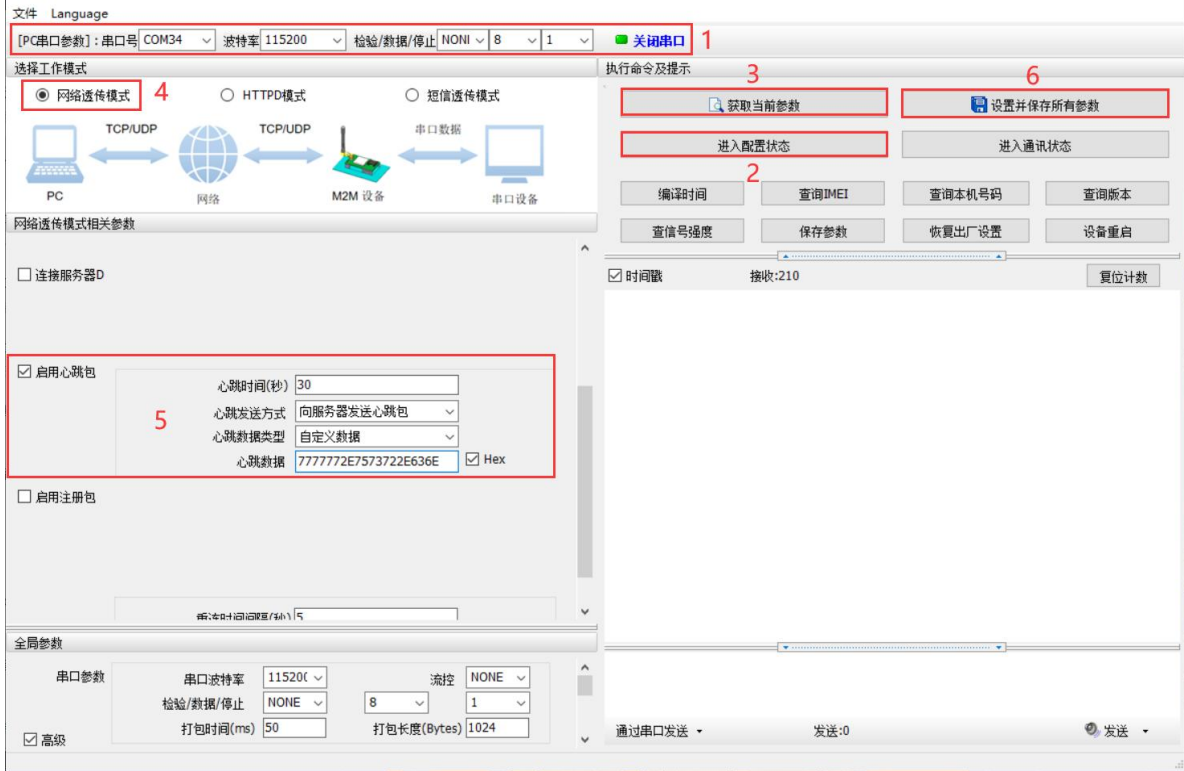 文件 Language
[PC串口参数]：串口号 COM34 波特率 115200 检验/数据/停止 NONI 8 1 关闭串口 1
选择工作模式
网络透传模式 4 HTTPD模式 短信透传模式
TCP/UDP TCP/UDP 串口数据
PC 网络 M2M 设备 串口设备
网络透传模式相关参数
连接服务器D
启用心跳包
心跳时间(秒) 30
心跳发送方式 向服务器发送心跳包
5
心跳数据类型 自定义数据
心跳数据 7777772E7573722E636E Hex
启用注册包
重连时间间隔(秒) 5
全局参数
串口参数 串口波特率 11520( 流控 NONE
检验/数据/停止 NONE 8 1
打包时间(ms) 50 打包长度(Bytes) 1024
高级
执行命令及提示
3 6
获取当前参数 设置并保存所有参数
进入配置状态 进入通讯状态
2
编译时间 查询IMEI 查询本机号码 查询版本
查信号强度 保存参数 恢复出厂设置 设备重启
时间戳 接收:210 复位计数
通过串口发送 发送:0 发送